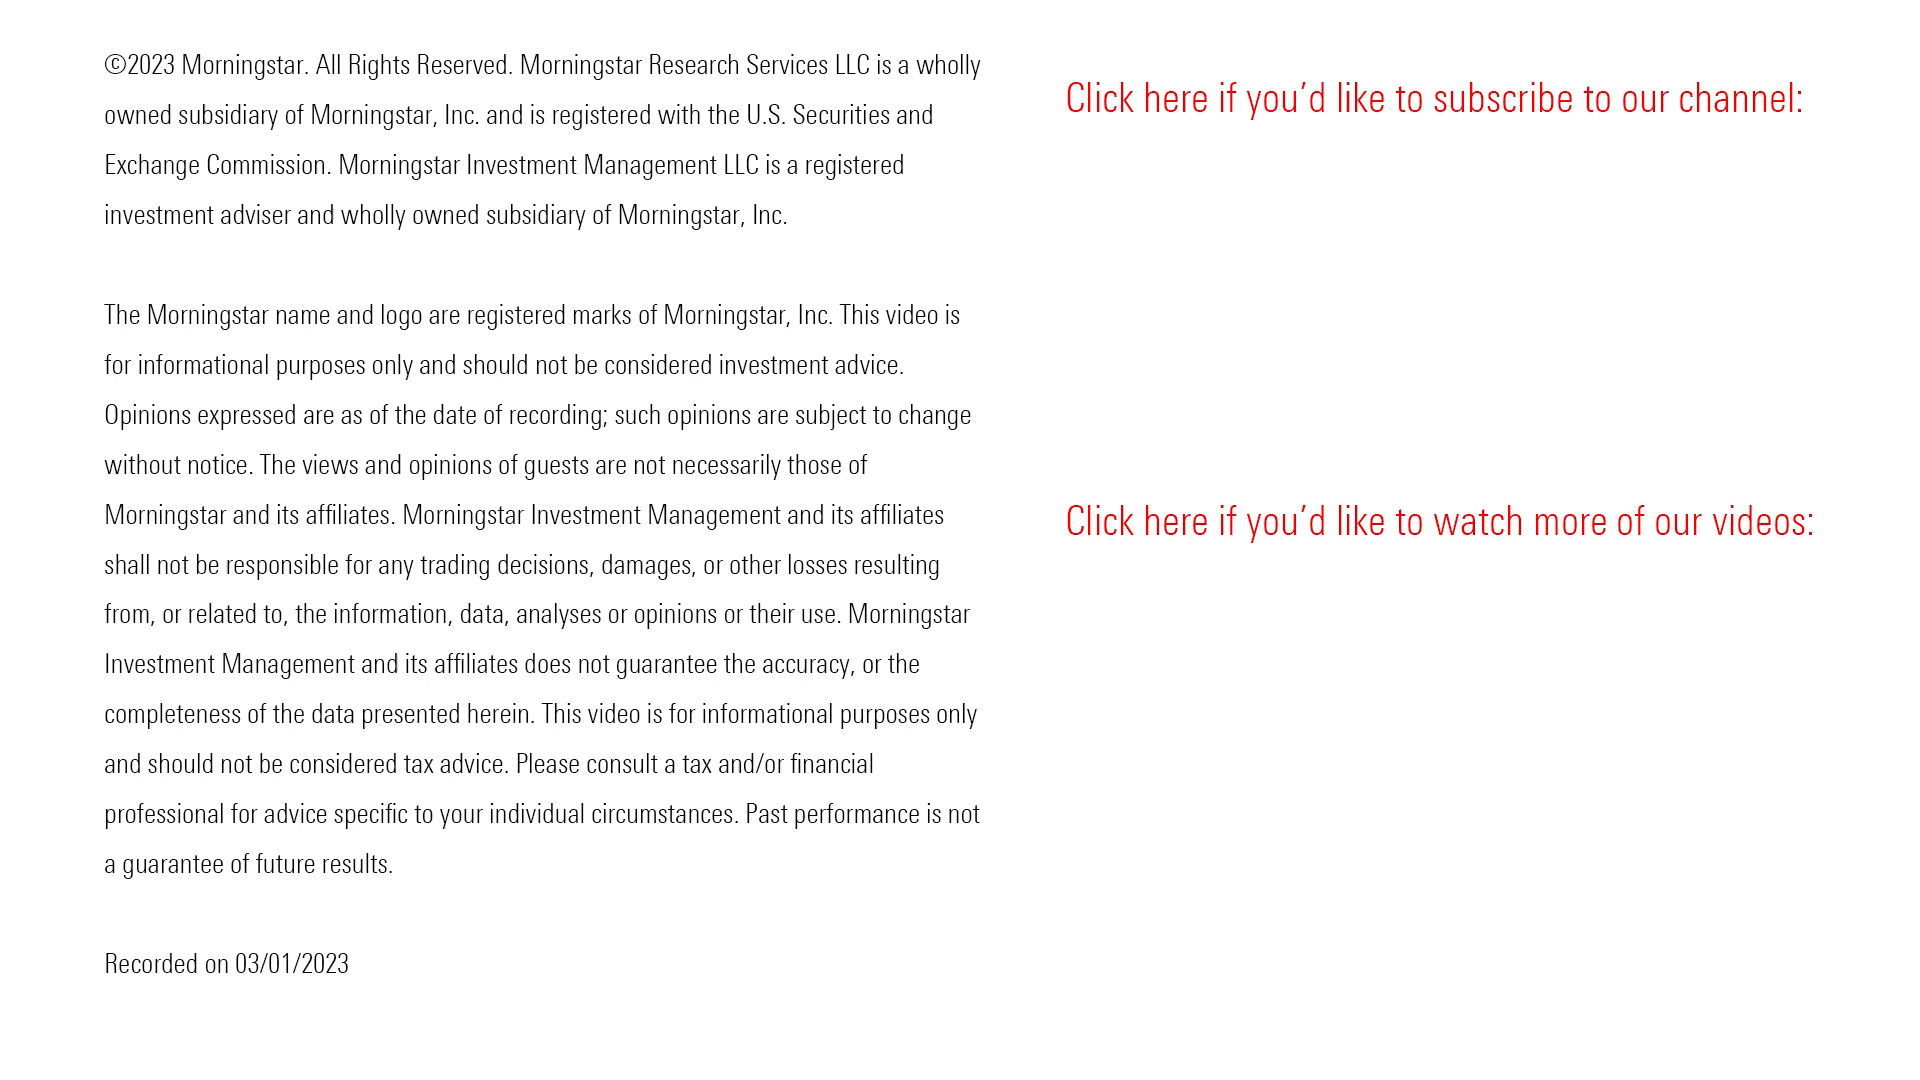 ©2023 Morningstar. All Rights Reserved. Morningstar Research Services LLC is a wholly
owned subsidiary of Morningstar, Inc. and is registered with the U.S. Securities and
Exchange Commission. Morningstar Investment Management LLC is a registered
investment adviser and wholly owned subsidiary of Morningstar, Inc.
The Morningstar name and logo are registered marks of Morningstar, Inc. This video is
for informational purposes only and should not be considered investment advice.
Opinions expressed are as of the date of recording; such opinions are subject to change
without notice. The views and opinions of guests are not necessarily those of
Morningstar and its affiliates. Morningstar Investment Management and its affiliates
shall not be responsible for any trading decisions, damages, or other losses resulting
from, or related to, the information, data, analyses or opinions or their use. Morningstar
Investment Management and its affiliates does not guarantee the accuracy, or the
completeness of the data presented herein. This video is for informational purposes only
and should not be considered tax advice. Please consult a tax and/or financial
professional for advice specific to your individual circumstances. Past performance is not
a guarantee of future results.
Recorded on 03/01/2023
Click here if you’d like to subscribe to our channel:
Click here if you’d like to watch more of our videos: